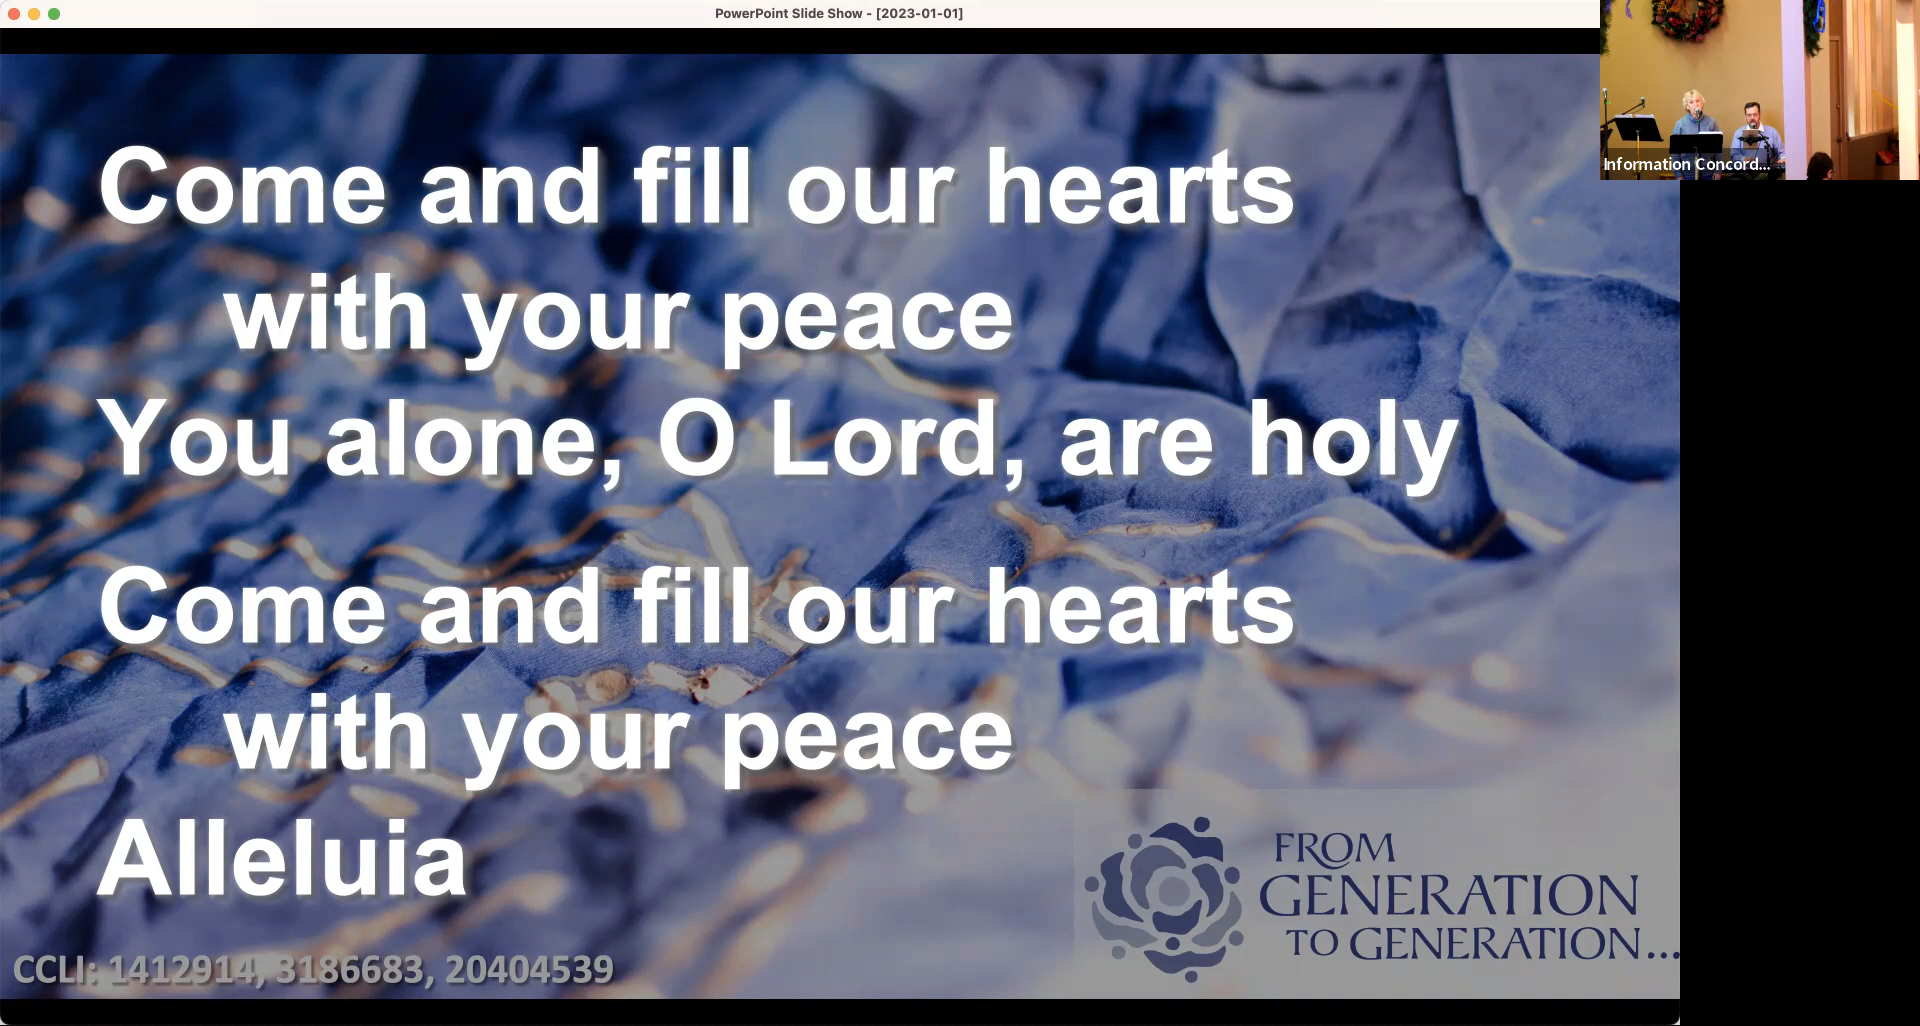 PowerPoint Slide Show - [2023-01-01]
Information Concord...
Come and fill our hearts
with your peace
You alone, O Lord, are holy
Come and fill our hearts
with your peace
Alleluia
FROM
GENERATION
TO GENERATION...
CCLI: 1412914, 3186683, 20404539